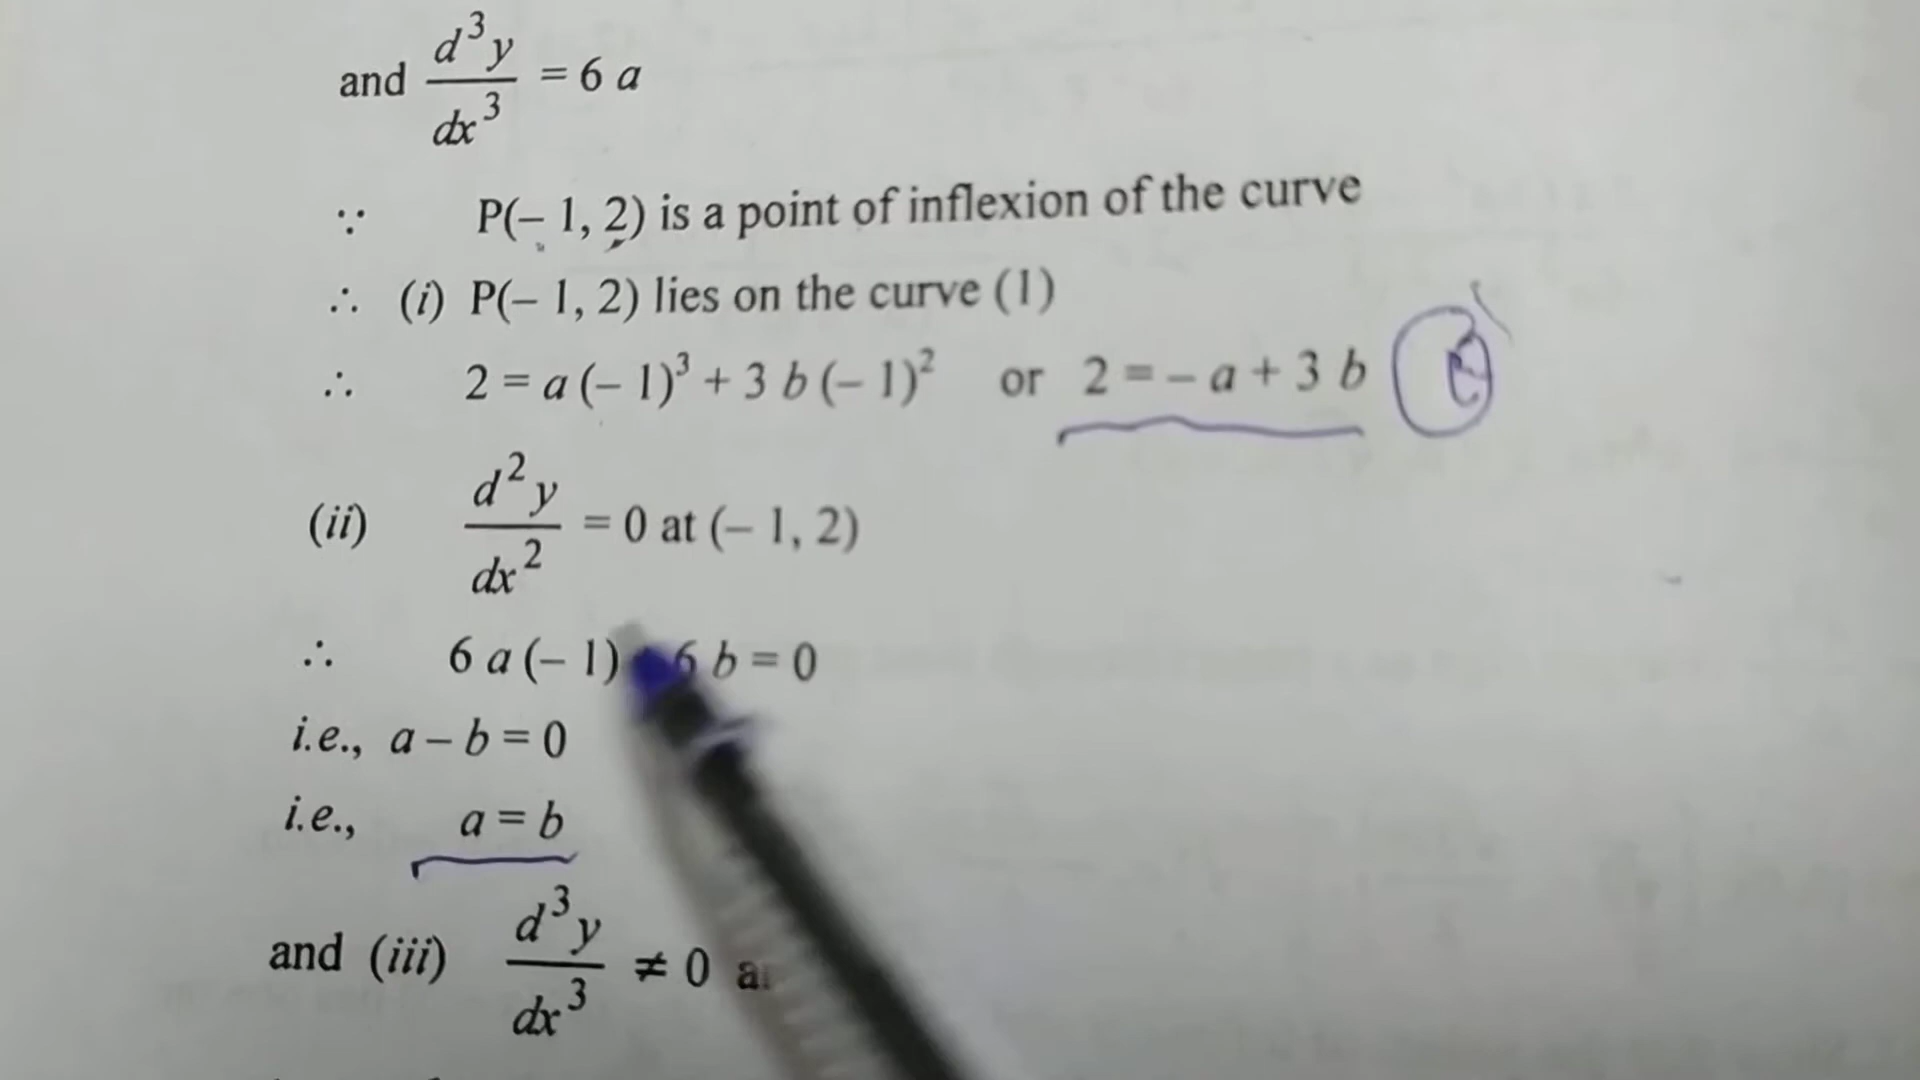 and d³y/dx³ = 6 a
∵ P(– 1, 2) is a point of inflexion of the curve
∴ (i) P(– 1, 2) lies on the curve (1)
∴ 2 = a (– 1)³ + 3 b (– 1)² or 2 = – a + 3 b
(ii) d²y/dx² = 0 at (– 1, 2)
∴ 6 a (– 1) 6 b = 0
i.e., a – b = 0
i.e., a = b
and (iii) d³y/dx³ ≠ 0